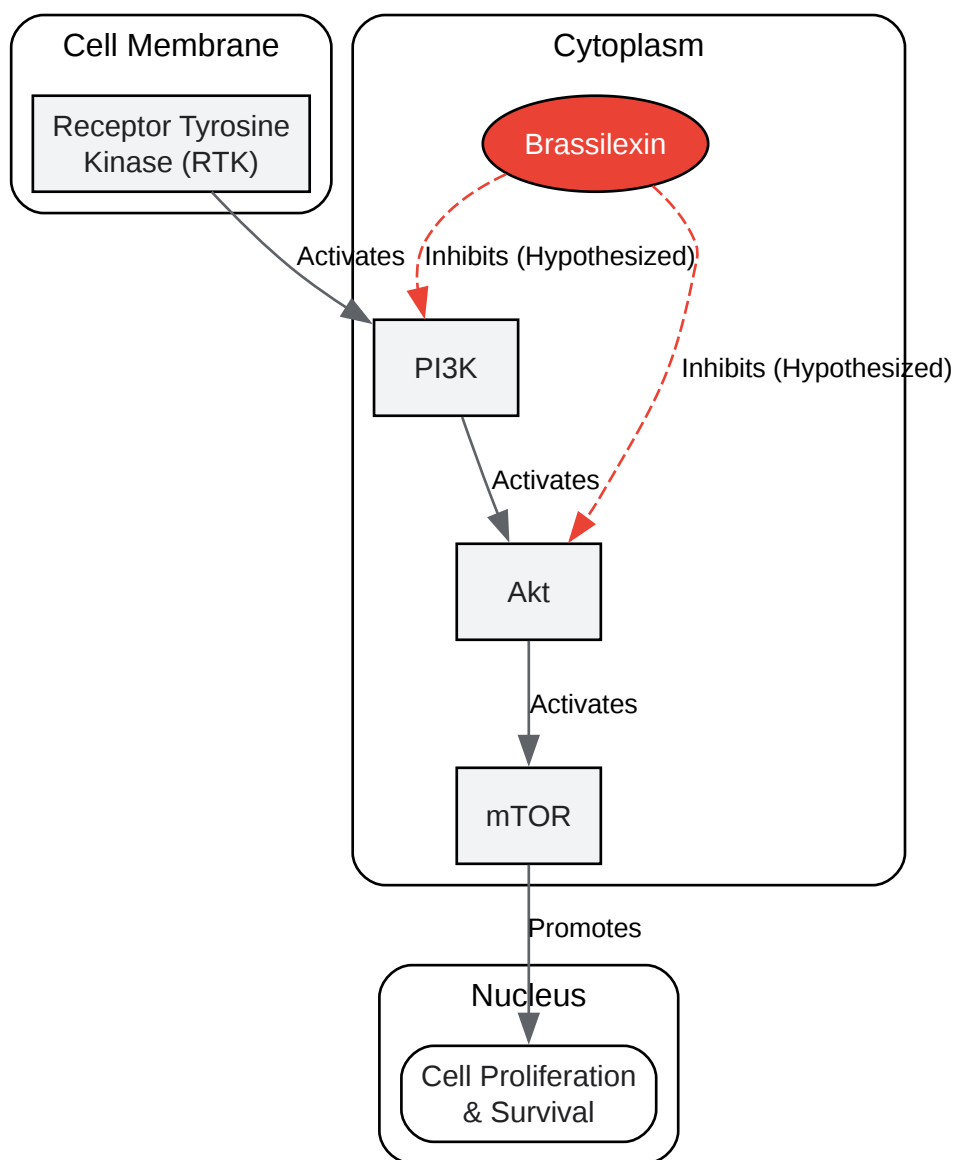 Cell Membrane
Receptor Tyrosine
Kinase (RTK)
Cytoplasm
Brassilexin
Activates
Inhibits (Hypothesized)
PI3K
Inhibits (Hypothesized)
Activates
Akt
Activates
mTOR
Promotes
Nucleus
Cell Proliferation
& Survival